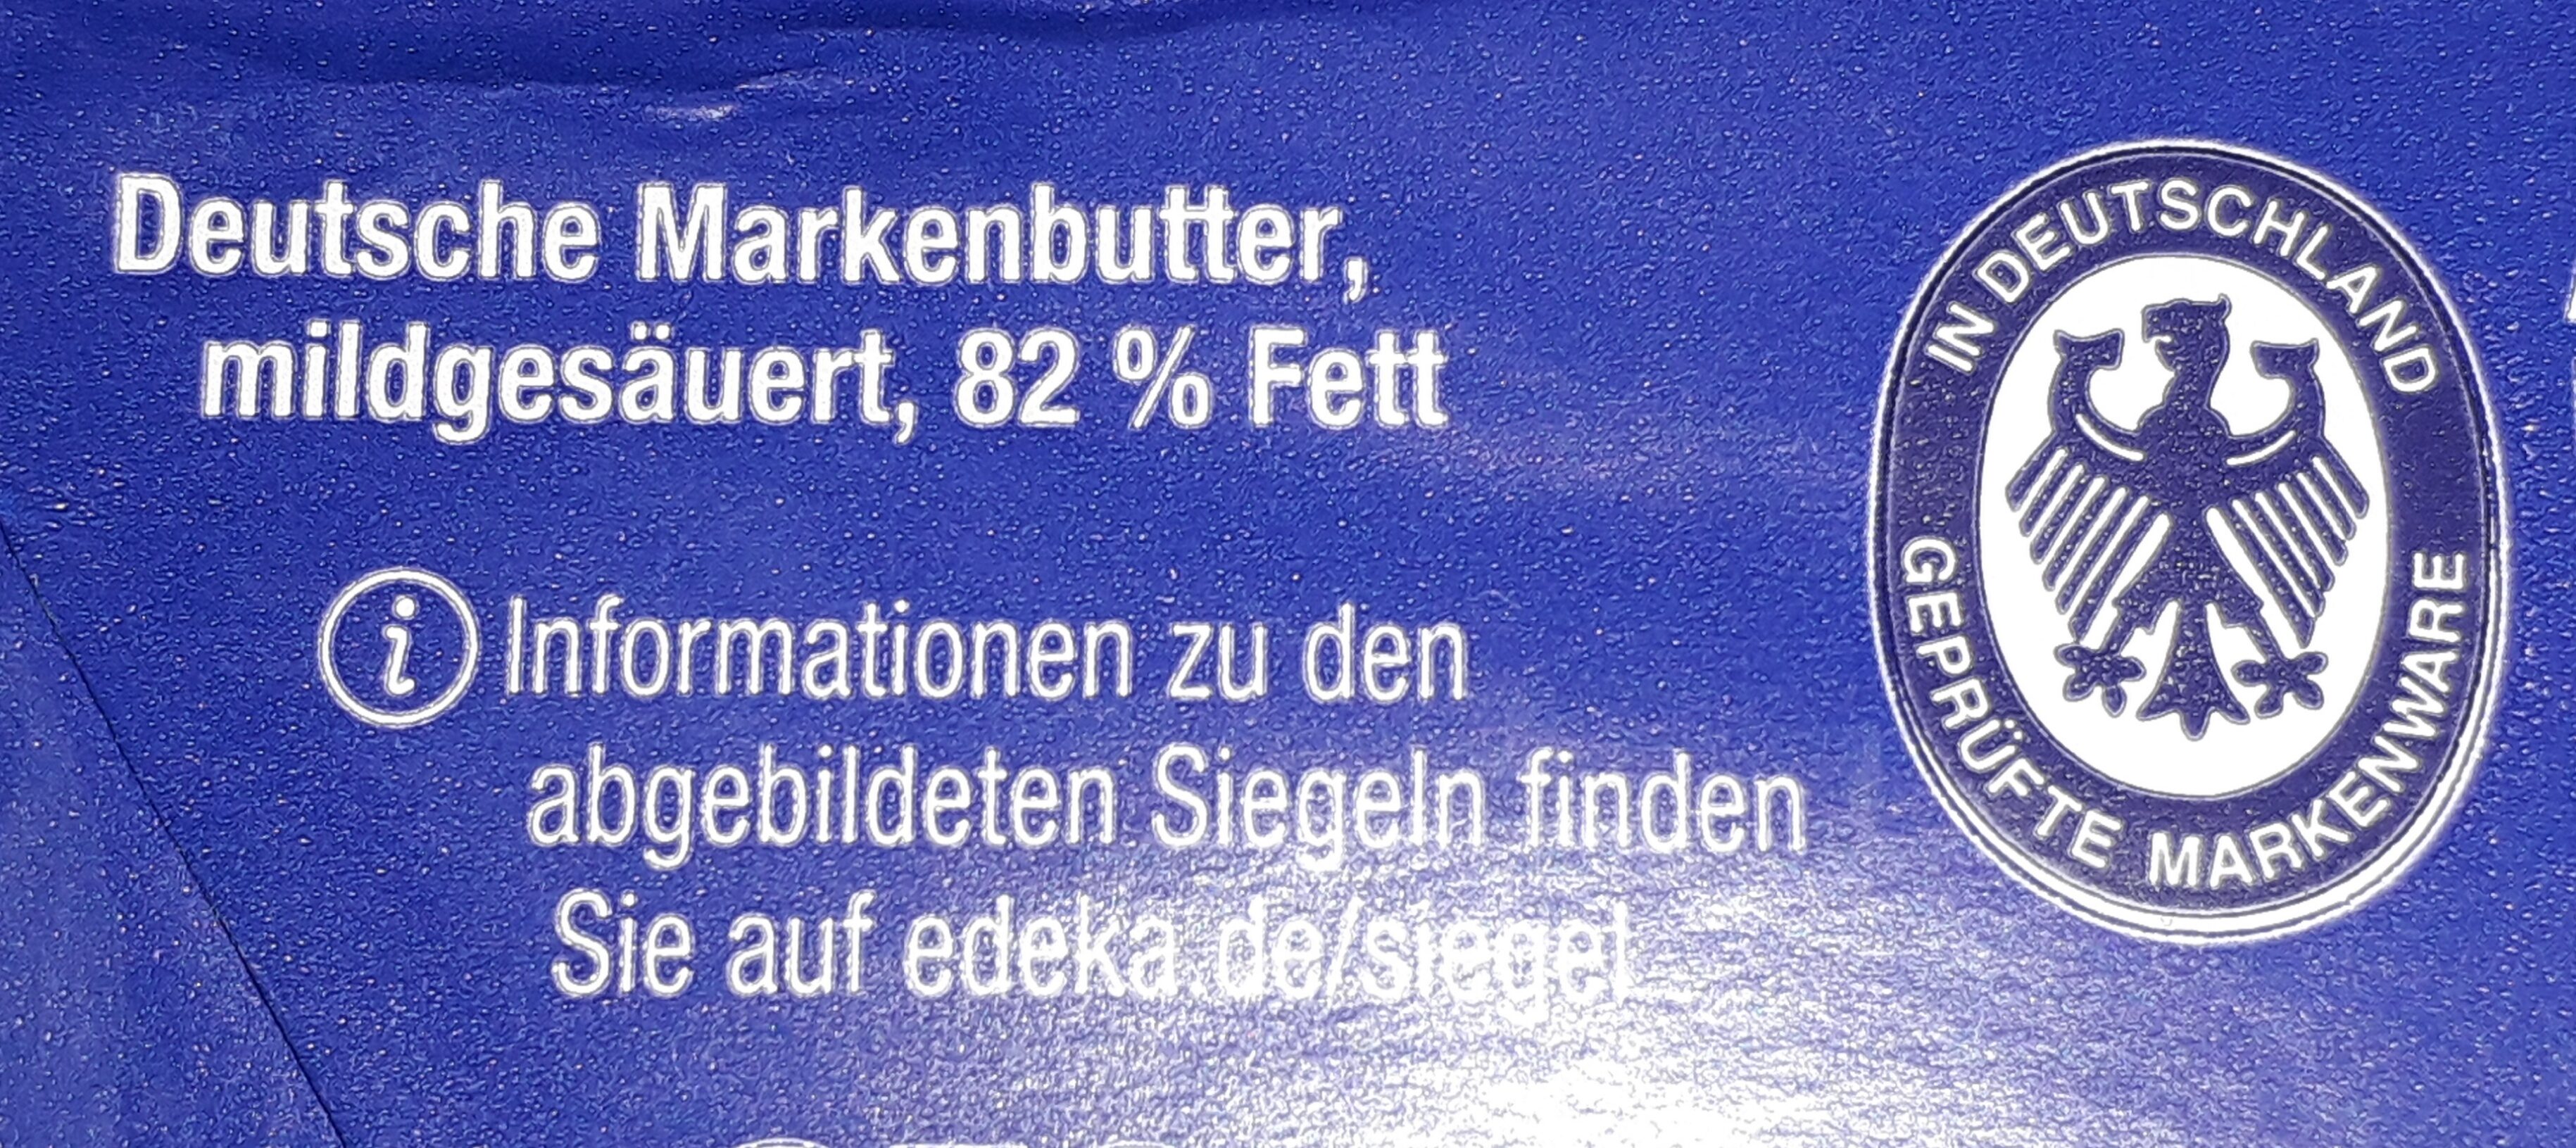 Deutsche Markenbutter,
mildgesäuert, 82 % Fett
i Informationen zu den
abgebildeten Siegeln finden
Sie auf edeka.de/siegel
IN DEUTSCHLAND
GEPRÜFTE MARKENWARE